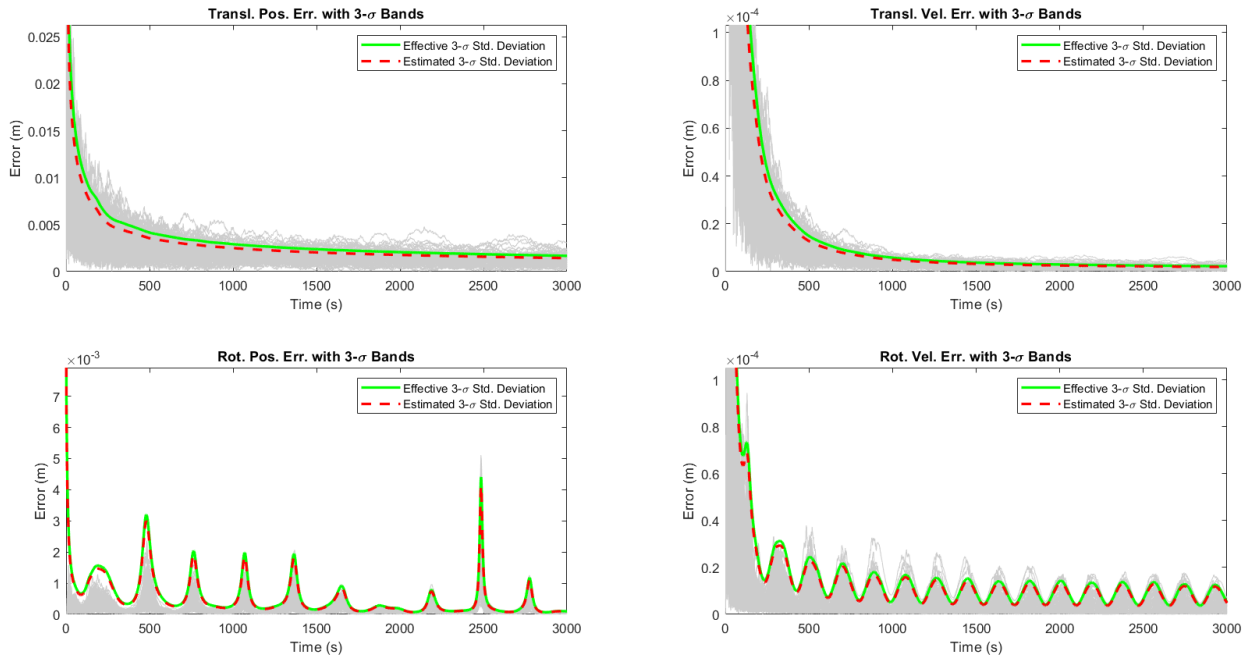 Transl. Pos. Err. with 3-σ Bands
0.025
0.02
0.015
0.01
0.005
0
Error (m)
Effective 3-σ Std. Deviation
Estimated 3-σ Std. Deviation
0 500 1000 1500 2000 2500 3000
Time (s)
Transl. Vel. Err. with 3-σ Bands
×10⁻⁴
1
0.8
0.6
0.4
0.2
0
Error (m)
Effective 3-σ Std. Deviation
Estimated 3-σ Std. Deviation
0 500 1000 1500 2000 2500 3000
Time (s)
Rot. Pos. Err. with 3-σ Bands
×10⁻³
7
6
5
4
3
2
1
0
Error (m)
Effective 3-σ Std. Deviation
Estimated 3-σ Std. Deviation
0 500 1000 1500 2000 2500 3000
Time (s)
Rot. Vel. Err. with 3-σ Bands
×10⁻⁴
1
0.8
0.6
0.4
0.2
0
Error (m)
Effective 3-σ Std. Deviation
Estimated 3-σ Std. Deviation
0 500 1000 1500 2000 2500 3000
Time (s)